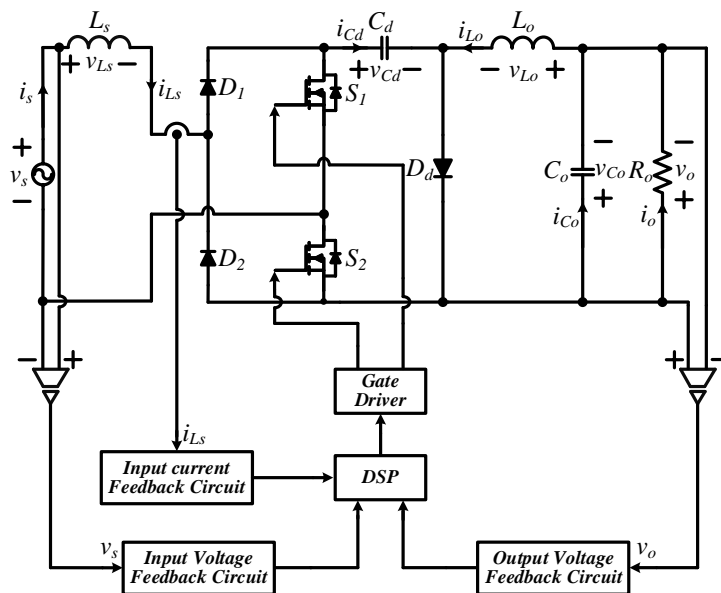 L_s
+ v_Ls −
i_s
i_Ls
+
v_s
−
D_1
D_2
S_1
S_2
i_Cd
C_d
+ v_Cd −
i_Lo
L_o
− v_Lo +
D_d
C_o
−
v_Co
+
i_Co
R_o
−
v_o
+
i_o
− +
+ −
Gate
Driver
i_Ls
Input current
Feedback Circuit
DSP
v_s
Input Voltage
Feedback Circuit
Output Voltage
Feedback Circuit
v_o